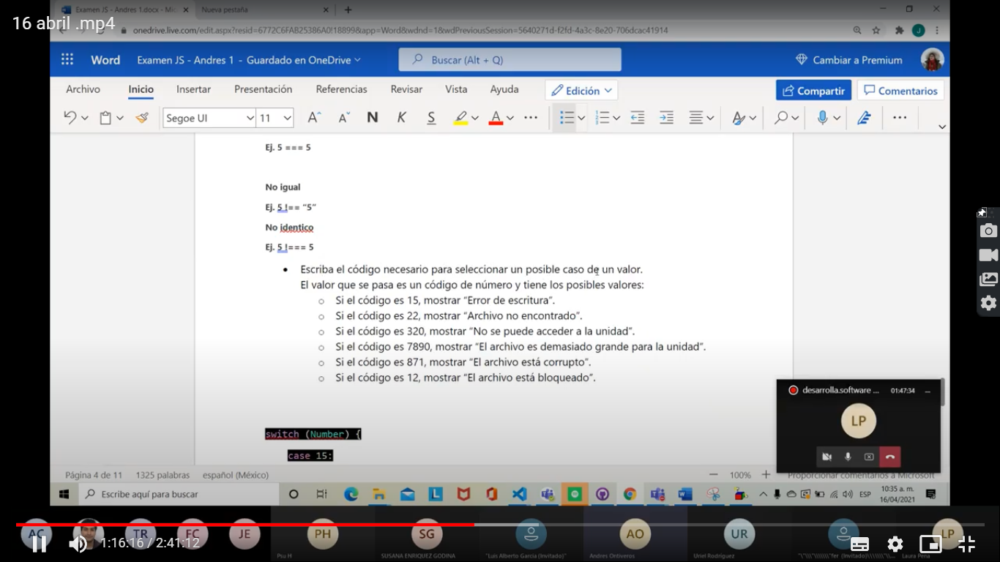 Examen JS - Andres 1.docx - Mic
Nueva pestaña
16 abril .mp4
onedrive.live.com/edit.aspx?resid=6772C6FAB25386A0!18899&app=Word&wdnd=1&wdPreviousSession=5640271d-f2fd-4a3c-8e20-706dcac41914
J
Word
Examen JS - Andres 1 - Guardado en OneDrive
Buscar (Alt + Q)
Cambiar a Premium
Archivo
Inicio
Insertar
Presentación
Referencias
Revisar
Vista
Ayuda
Edición
Compartir
Comentarios
Segoe UI
11
A
A
N
K
S
A
Ej. 5 === 5
No igual
Ej. 5 !== “5”
No identico
Ej. 5 !=== 5
Escriba el código necesario para seleccionar un posible caso de un valor.
El valor que se pasa es un código de número y tiene los posibles valores:
Si el código es 15, mostrar “Error de escritura”.
Si el código es 22, mostrar “Archivo no encontrado”.
Si el código es 320, mostrar “No se puede acceder a la unidad”.
Si el código es 7890, mostrar “El archivo es demasiado grande para la unidad”.
Si el código es 871, mostrar “El archivo está corrupto”.
Si el código es 12, mostrar “El archivo está bloqueado”.
switch (Number) {
case 15:
desarrolla.software ...
01:47:34
LP
Página 4 de 11
1325 palabras
español (México)
100%
Proporcionar comentarios a Microsoft
Escribe aquí para buscar
ESP
10:35 a. m.
16/04/2021
AC
TR
FC
JE
PH
SG
AO
UR
LP
Psu H
SUSANA ENRIQUEZ GODINA
"Luis Alberto Garcia (Invitado)"
Andres Ontiveros
Uriel Rodriguez
Laura Pena
1:16:16 / 2:41:12